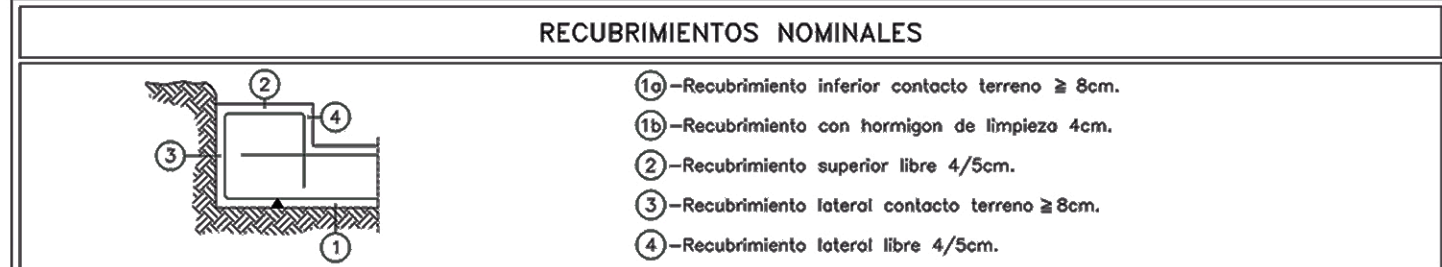 RECUBRIMIENTOS NOMINALES
2
4
3
1
1a-Recubrimiento inferior contacto terreno ≧ 8cm.
1b-Recubrimiento con hormigon de limpieza 4cm.
2-Recubrimiento superior libre 4/5cm.
3-Recubrimiento lateral contacto terreno ≧ 8cm.
4-Recubrimiento lateral libre 4/5cm.